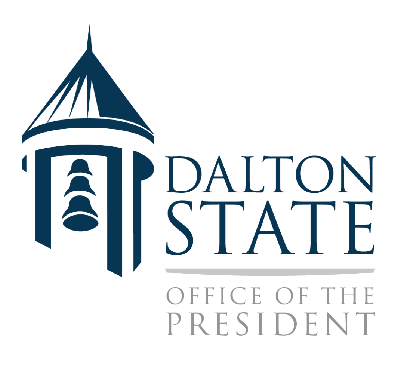 DALTON
STATE
OFFICE OF THE
PRESIDENT